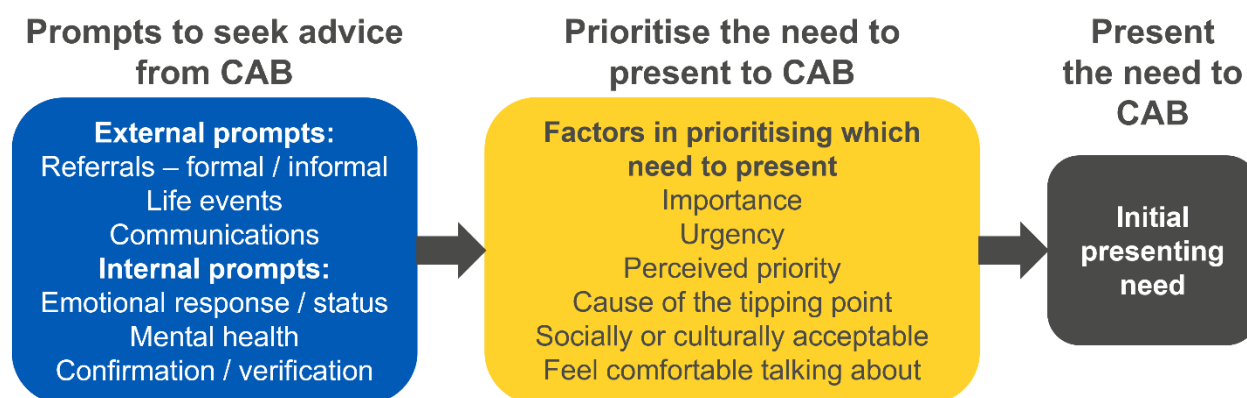 Prompts to seek advice
from CAB
External prompts:
Referrals – formal / informal
Life events
Communications
Internal prompts:
Emotional response / status
Mental health
Confirmation / verification
Prioritise the need to
present to CAB
Factors in prioritising which
need to present
Importance
Urgency
Perceived priority
Cause of the tipping point
Socially or culturally acceptable
Feel comfortable talking about
Present
the need to
CAB
Initial
presenting
need